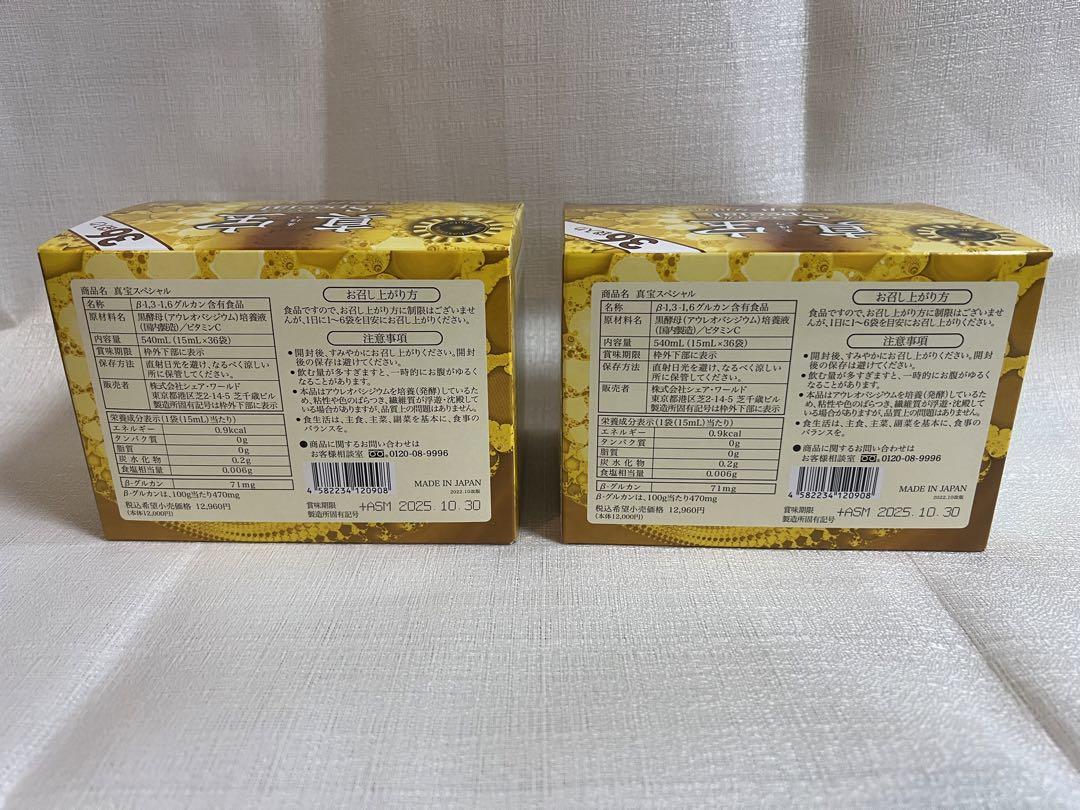 36袋入り
真宝
商品名 真宝スペシャル
名称 β-1,3-1,6グルカン含有食品
原材料名 黒酵母(アウレオバシジウム)培養液
(国内製造)/ビタミンC
内容量 540mL(15mL×36袋)
賞味期限 枠外下部に表示
保存方法 直射日光を避け、なるべく涼しい
所に保管してください。
販売者 株式会社シェア・ワールド
東京都港区芝2-14-5 芝千歳ビル
製造所固有記号は枠外下部に表示
栄養成分表示(1袋(15mL)当たり)
エネルギー 0.9kcal
タンパク質 0g
脂質 0g
炭水化物 0.2g
食塩相当量 0.006g
β-グルカン 71mg
β-グルカンは、100g当たり470mg
税込希望小売価格 12,960円
(本体12,000円)
お召し上がり方
食品ですので、お召し上がり方に制限はございませ
んが、1日に1〜6袋を目安にお召し上がりください。
注意事項
●開封後、すみやかにお召し上がりください。開封
後の保存は避けてください。
●飲む量が多すぎますと、一時的にお腹がゆるく
なることがあります。
●本品はアウレオバシジウムを培養(発酵)しているた
め、粘性や色のばらつき、繊維質が浮遊・沈殿して
いる場合がありますが、品質上の問題はありません。
●食生活は、主食、主菜、副菜を基本に、食事の
バランスを。
●商品に関するお問い合わせは
お客様相談室 0120-08-9996
4 582234 120908
MADE IN JAPAN
2022.10改版
賞味期限
製造所固有記号
+ASM 2025.10.30
36袋入り
真宝
商品名 真宝スペシャル
名称 β-1,3-1,6グルカン含有食品
原材料名 黒酵母(アウレオバシジウム)培養液
(国内製造)/ビタミンC
内容量 540mL(15mL×36袋)
賞味期限 枠外下部に表示
保存方法 直射日光を避け、なるべく涼しい
所に保管してください。
販売者 株式会社シェア・ワールド
東京都港区芝2-14-5 芝千歳ビル
製造所固有記号は枠外下部に表示
栄養成分表示(1袋(15mL)当たり)
エネルギー 0.9kcal
タンパク質 0g
脂質 0g
炭水化物 0.2g
食塩相当量 0.006g
β-グルカン 71mg
β-グルカンは、100g当たり470mg
税込希望小売価格 12,960円
(本体12,000円)
お召し上がり方
食品ですので、お召し上がり方に制限はございませ
んが、1日に1〜6袋を目安にお召し上がりください。
注意事項
●開封後、すみやかにお召し上がりください。開封
後の保存は避けてください。
●飲む量が多すぎますと、一時的にお腹がゆるく
なることがあります。
●本品はアウレオバシジウムを培養(発酵)しているた
め、粘性や色のばらつき、繊維質が浮遊・沈殿して
いる場合がありますが、品質上の問題はありません。
●食生活は、主食、主菜、副菜を基本に、食事の
バランスを。
●商品に関するお問い合わせは
お客様相談室 0120-08-9996
4 582234 120908
MADE IN JAPAN
2022.10改版
賞味期限
製造所固有記号
+ASM 2025.10.30